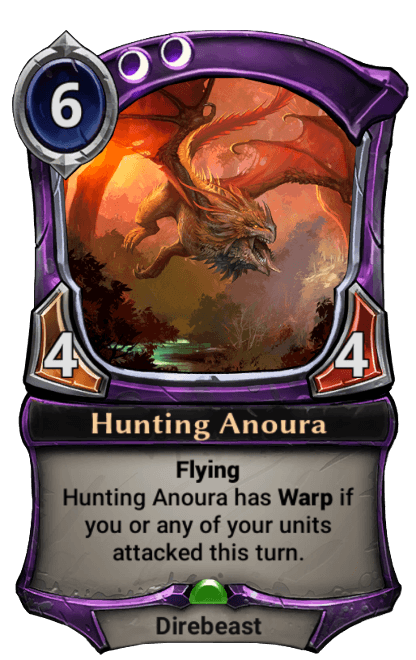 6
4
4
Hunting Anoura
Flying
Hunting Anoura has Warp if
you or any of your units
attacked this turn.
Direbeast